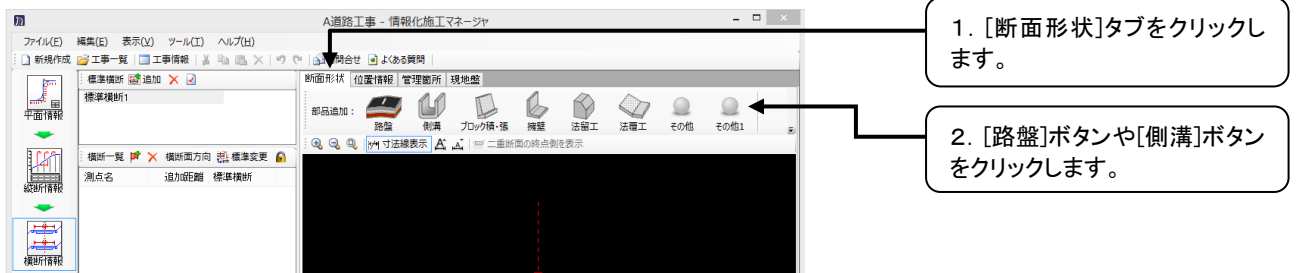 A道路工事 - 情報化施工マネージャ
ファイル(F) 編集(E) 表示(V) ツール(T) ヘルプ(H)
新規作成 工事一覧 工事情報 問合せ よくある質問
標準横断 追加
標準横断1
平面情報
縦断情報
横断情報
横断一覧 横断面方向 標準変更
測点名 追加距離 標準横断
断面形状 位置情報 管理箇所 現地盤
部品追加：
路盤 側溝 ブロック積・張 擁壁 法留工 法覆工 その他 その他1
寸法線表示 二重断面の終点側を表示
1. [断面形状]タブをクリックし
ます。
2. [路盤]ボタンや[側溝]ボタン
をクリックします。